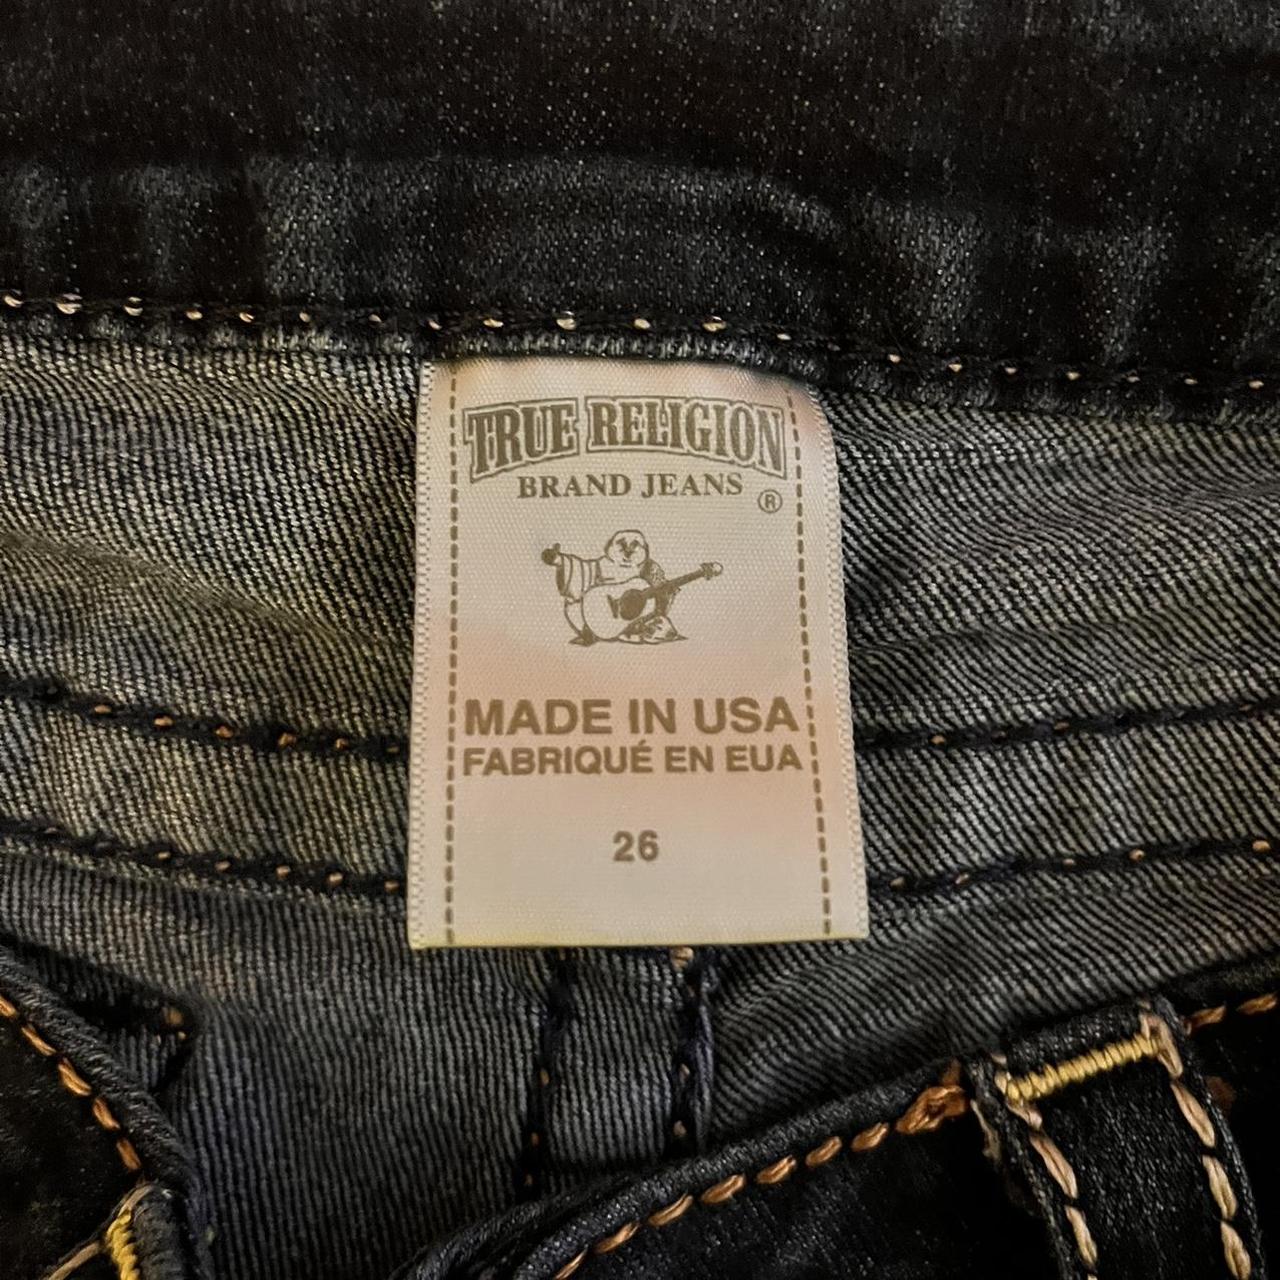 TRUE RELIGION
BRAND JEANS ®
MADE IN USA
FABRIQUÉ EN EUA
26